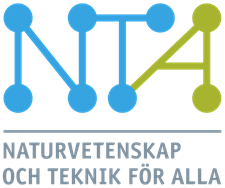 NTA
NATURVETENSKAP
OCH TEKNIK FÖR ALLA